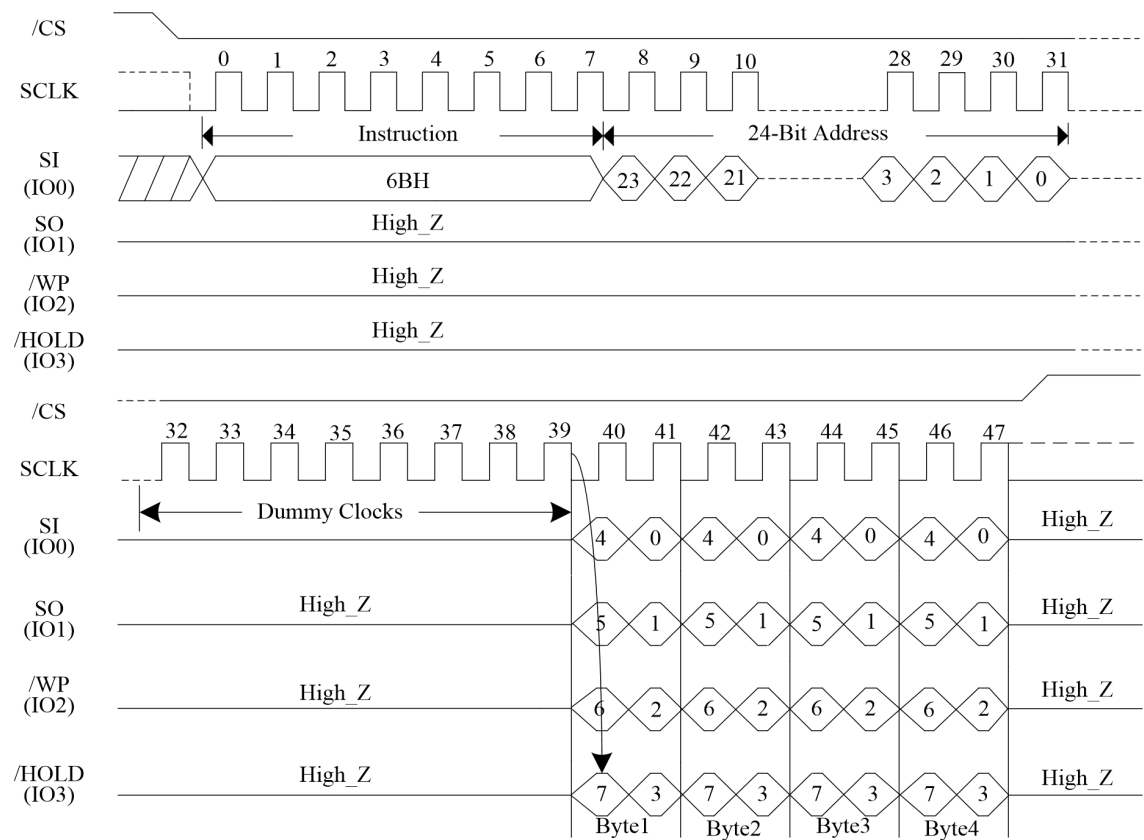 /CS
0 1 2 3 4 5 6 7 8 9 10 28 29 30 31
SCLK
Instruction 24-Bit Address
SI
(IO0)
6BH 23 22 21 3 2 1 0
SO
(IO1)
High_Z
/WP
(IO2)
High_Z
/HOLD
(IO3)
High_Z
/CS
32 33 34 35 36 37 38 39 40 41 42 43 44 45 46 47
SCLK
Dummy Clocks
SI
(IO0)
4 0 4 0 4 0 4 0 High_Z
SO
(IO1)
High_Z 5 1 5 1 5 1 5 1 High_Z
/WP
(IO2)
High_Z 6 2 6 2 6 2 6 2 High_Z
/HOLD
(IO3)
High_Z 7 3 7 3 7 3 7 3 High_Z
Byte1 Byte2 Byte3 Byte4